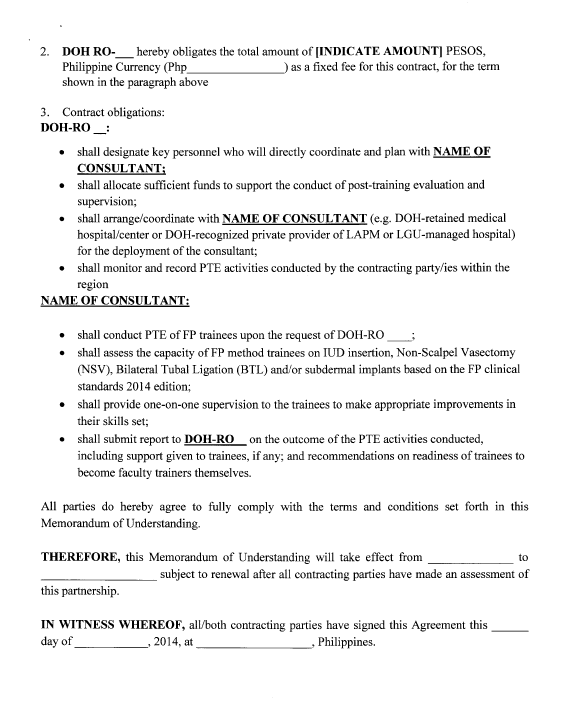 2. DOH RO-___ hereby obligates the total amount of [INDICATE AMOUNT] PESOS,
Philippine Currency (Php________________) as a fixed fee for this contract, for the term
shown in the paragraph above
3. Contract obligations:
DOH-RO __:
• shall designate key personnel who will directly coordinate and plan with NAME OF
CONSULTANT;
• shall allocate sufficient funds to support the conduct of post-training evaluation and
supervision;
• shall arrange/coordinate with NAME OF CONSULTANT (e.g. DOH-retained medical
hospital/center or DOH-recognized private provider of LAPM or LGU-managed hospital)
for the deployment of the consultant;
• shall monitor and record PTE activities conducted by the contracting party/ies within the
region
NAME OF CONSULTANT:
• shall conduct PTE of FP trainees upon the request of DOH-RO ____;
• shall assess the capacity of FP method trainees on IUD insertion, Non-Scalpel Vasectomy
(NSV), Bilateral Tubal Ligation (BTL) and/or subdermal implants based on the FP clinical
standards 2014 edition;
• shall provide one-on-one supervision to the trainees to make appropriate improvements in
their skills set;
• shall submit report to DOH-RO__ on the outcome of the PTE activities conducted,
including support given to trainees, if any; and recommendations on readiness of trainees to
become faculty trainers themselves.
All parties do hereby agree to fully comply with the terms and conditions set forth in this
Memorandum of Understanding.
THEREFORE, this Memorandum of Understanding will take effect from ______________ to
___________________ subject to renewal after all contracting parties have made an assessment of
this partnership.
IN WITNESS WHEREOF, all/both contracting parties have signed this Agreement this ______
day of ____________, 2014, at ___________________, Philippines.